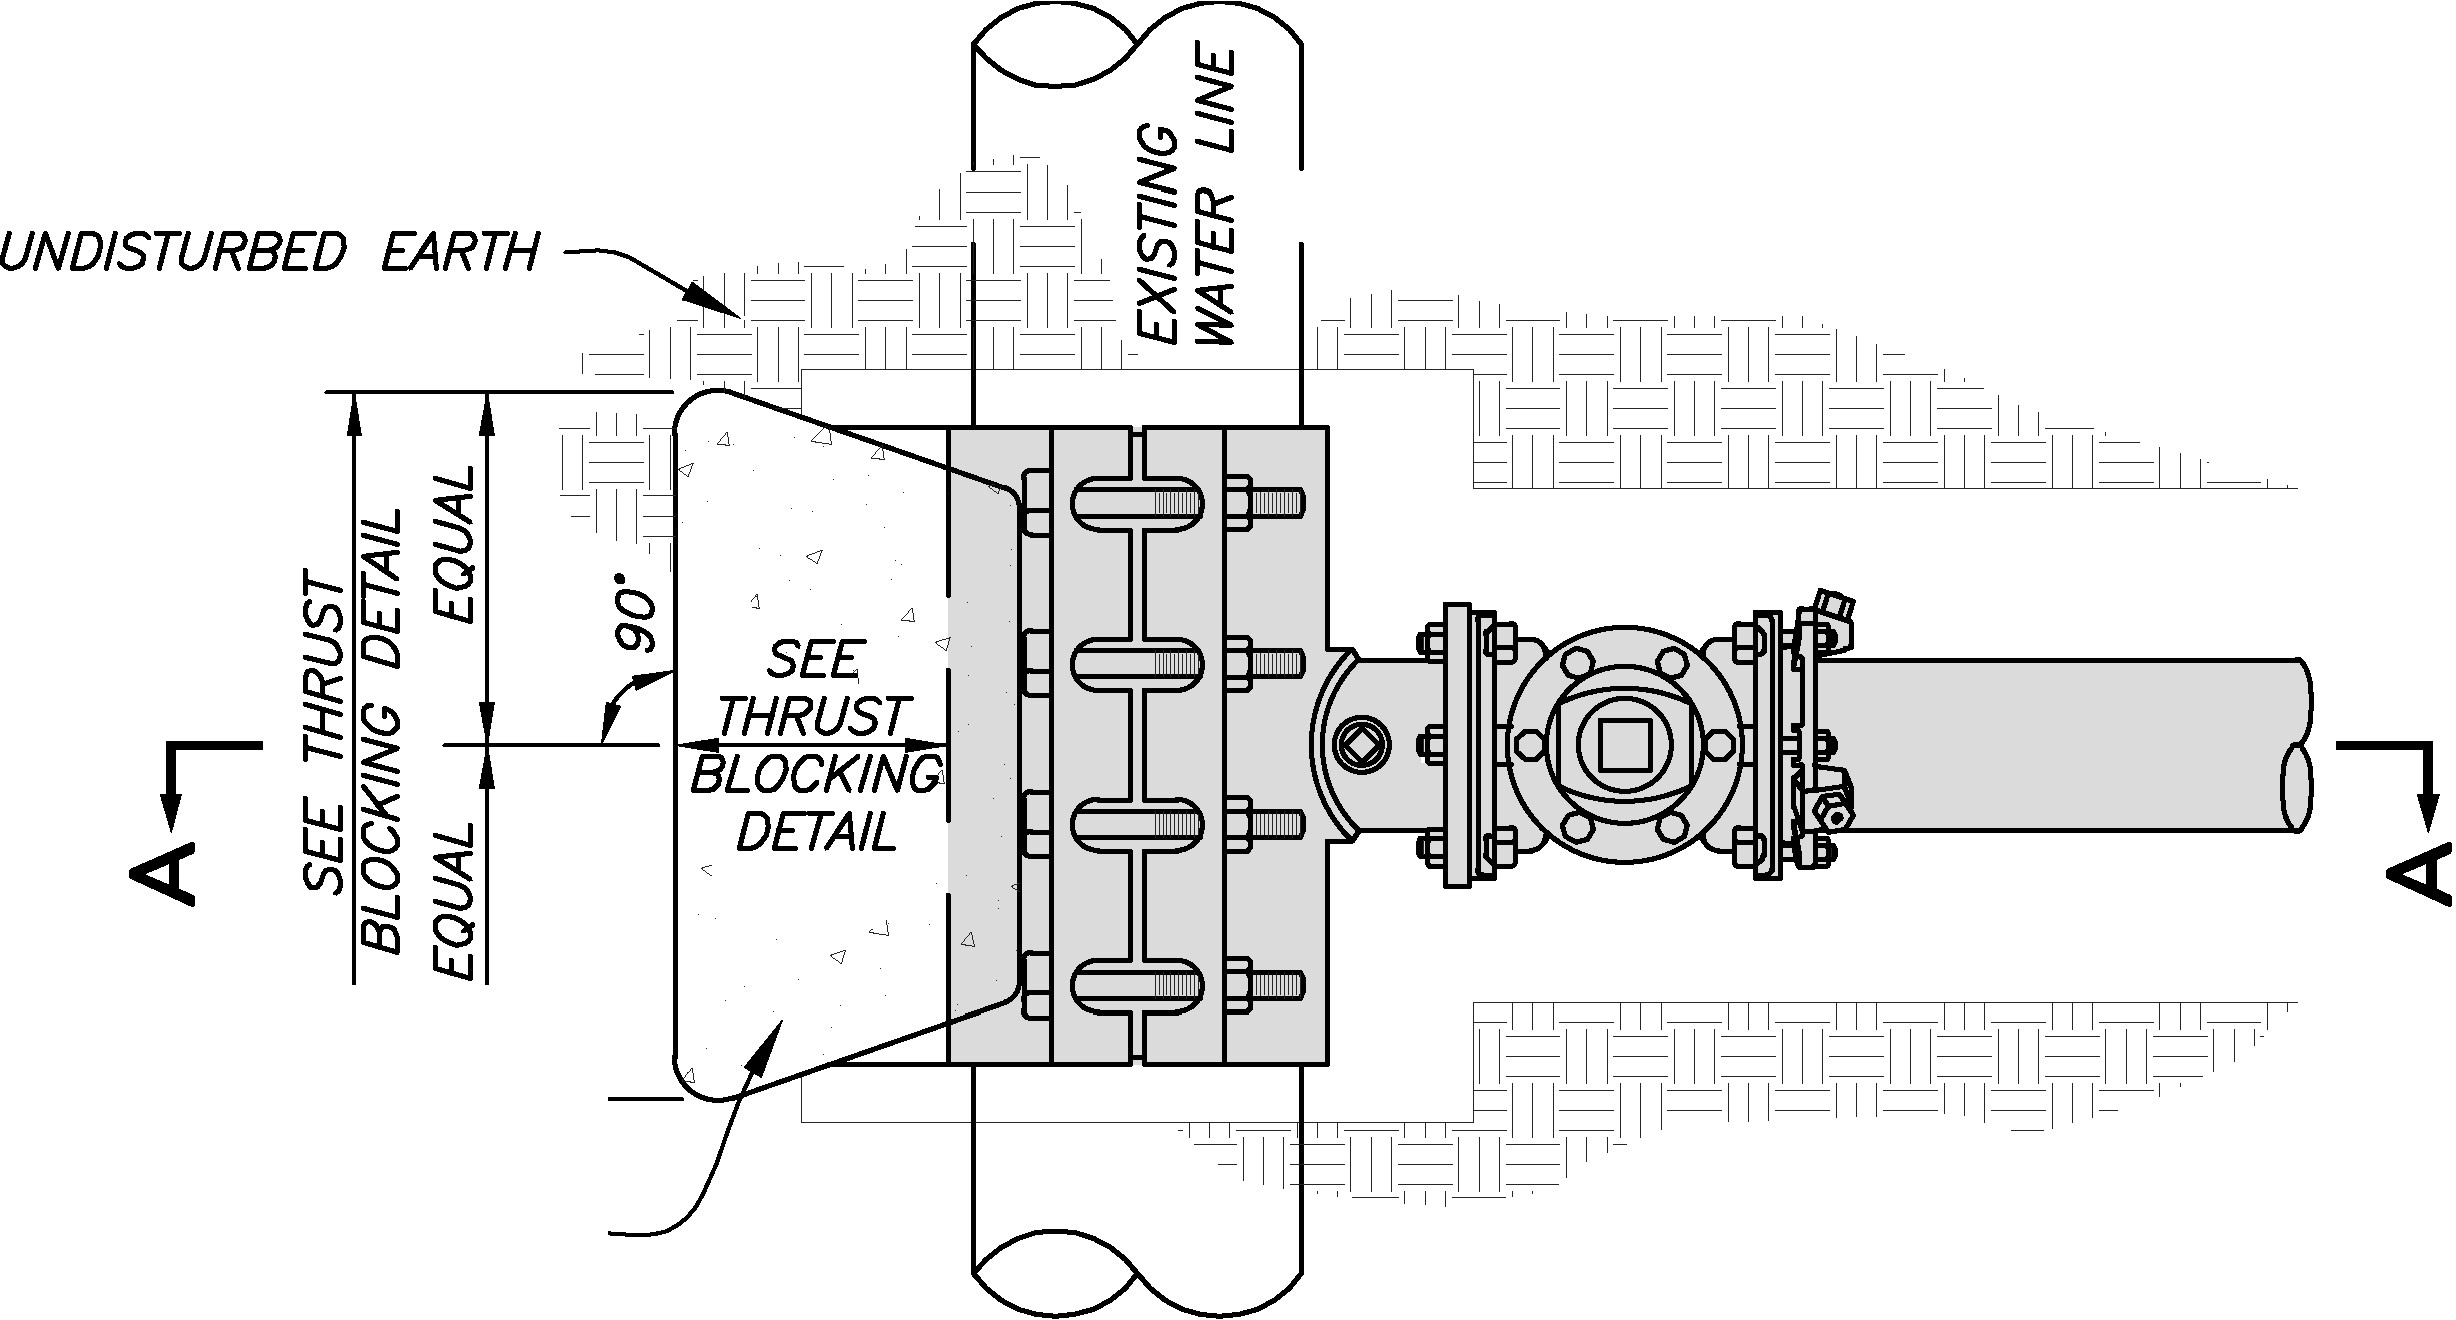 EXISTING
WATER LINE
UNDISTURBED EARTH
SEE THRUST
BLOCKING DETAIL
EQUAL
EQUAL
90°
SEE
THRUST
BLOCKING
DETAIL
A
A